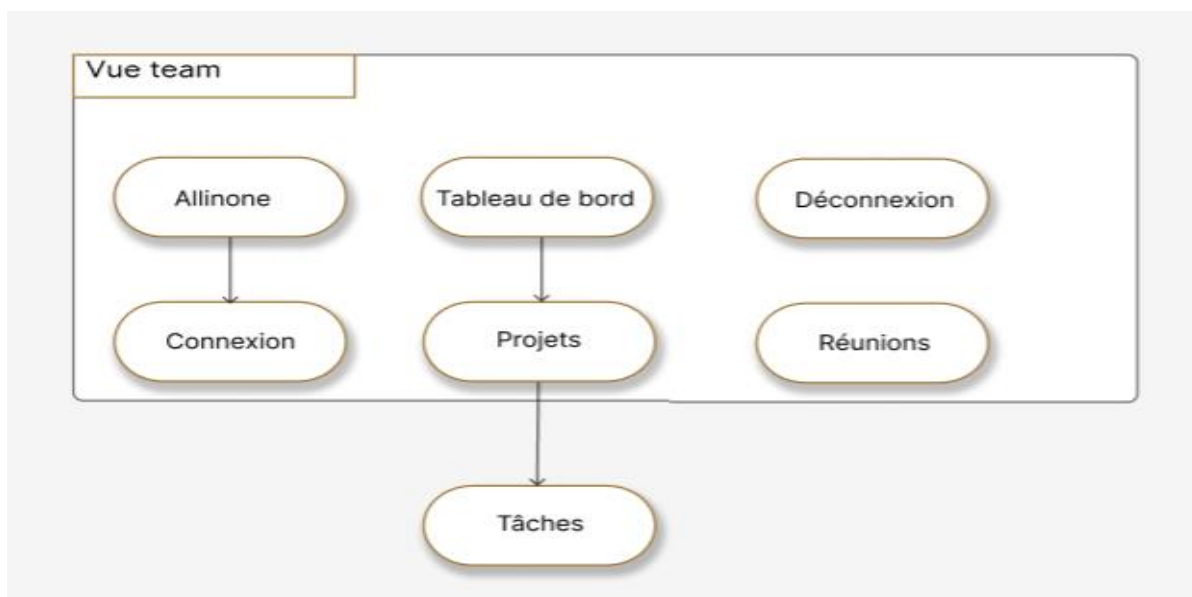 Vue team
Allinone
Tableau de bord
Déconnexion
Connexion
Projets
Réunions
Tâches